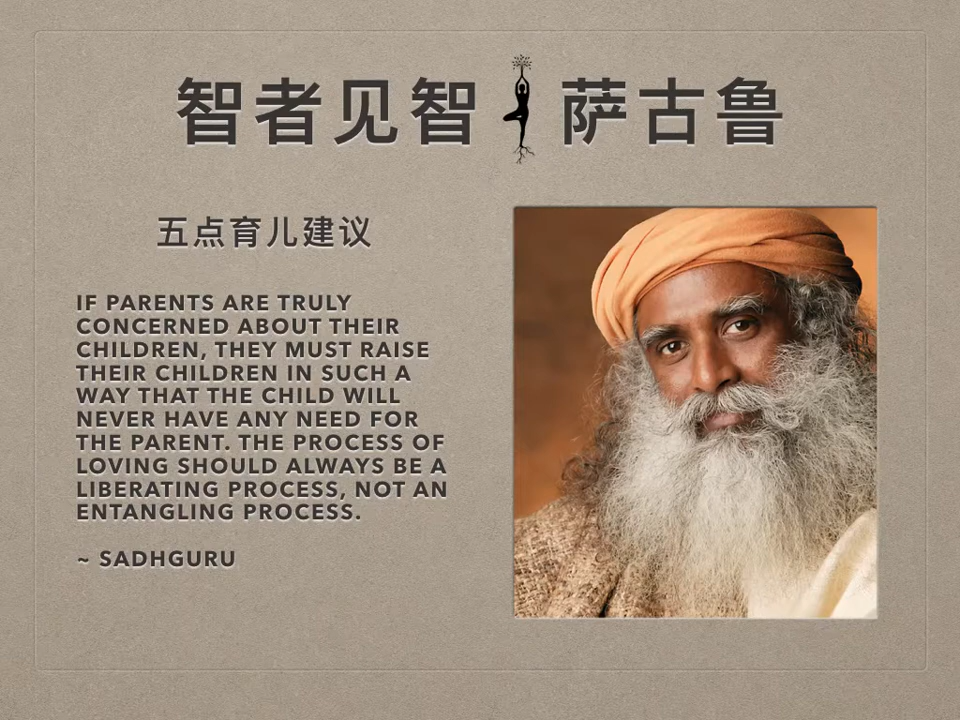 智者见智 萨古鲁
五点育儿建议
IF PARENTS ARE TRULY
CONCERNED ABOUT THEIR
CHILDREN, THEY MUST RAISE
THEIR CHILDREN IN SUCH A
WAY THAT THE CHILD WILL
NEVER HAVE ANY NEED FOR
THE PARENT. THE PROCESS OF
LOVING SHOULD ALWAYS BE A
LIBERATING PROCESS, NOT AN
ENTANGLING PROCESS.
~ SADHGURU